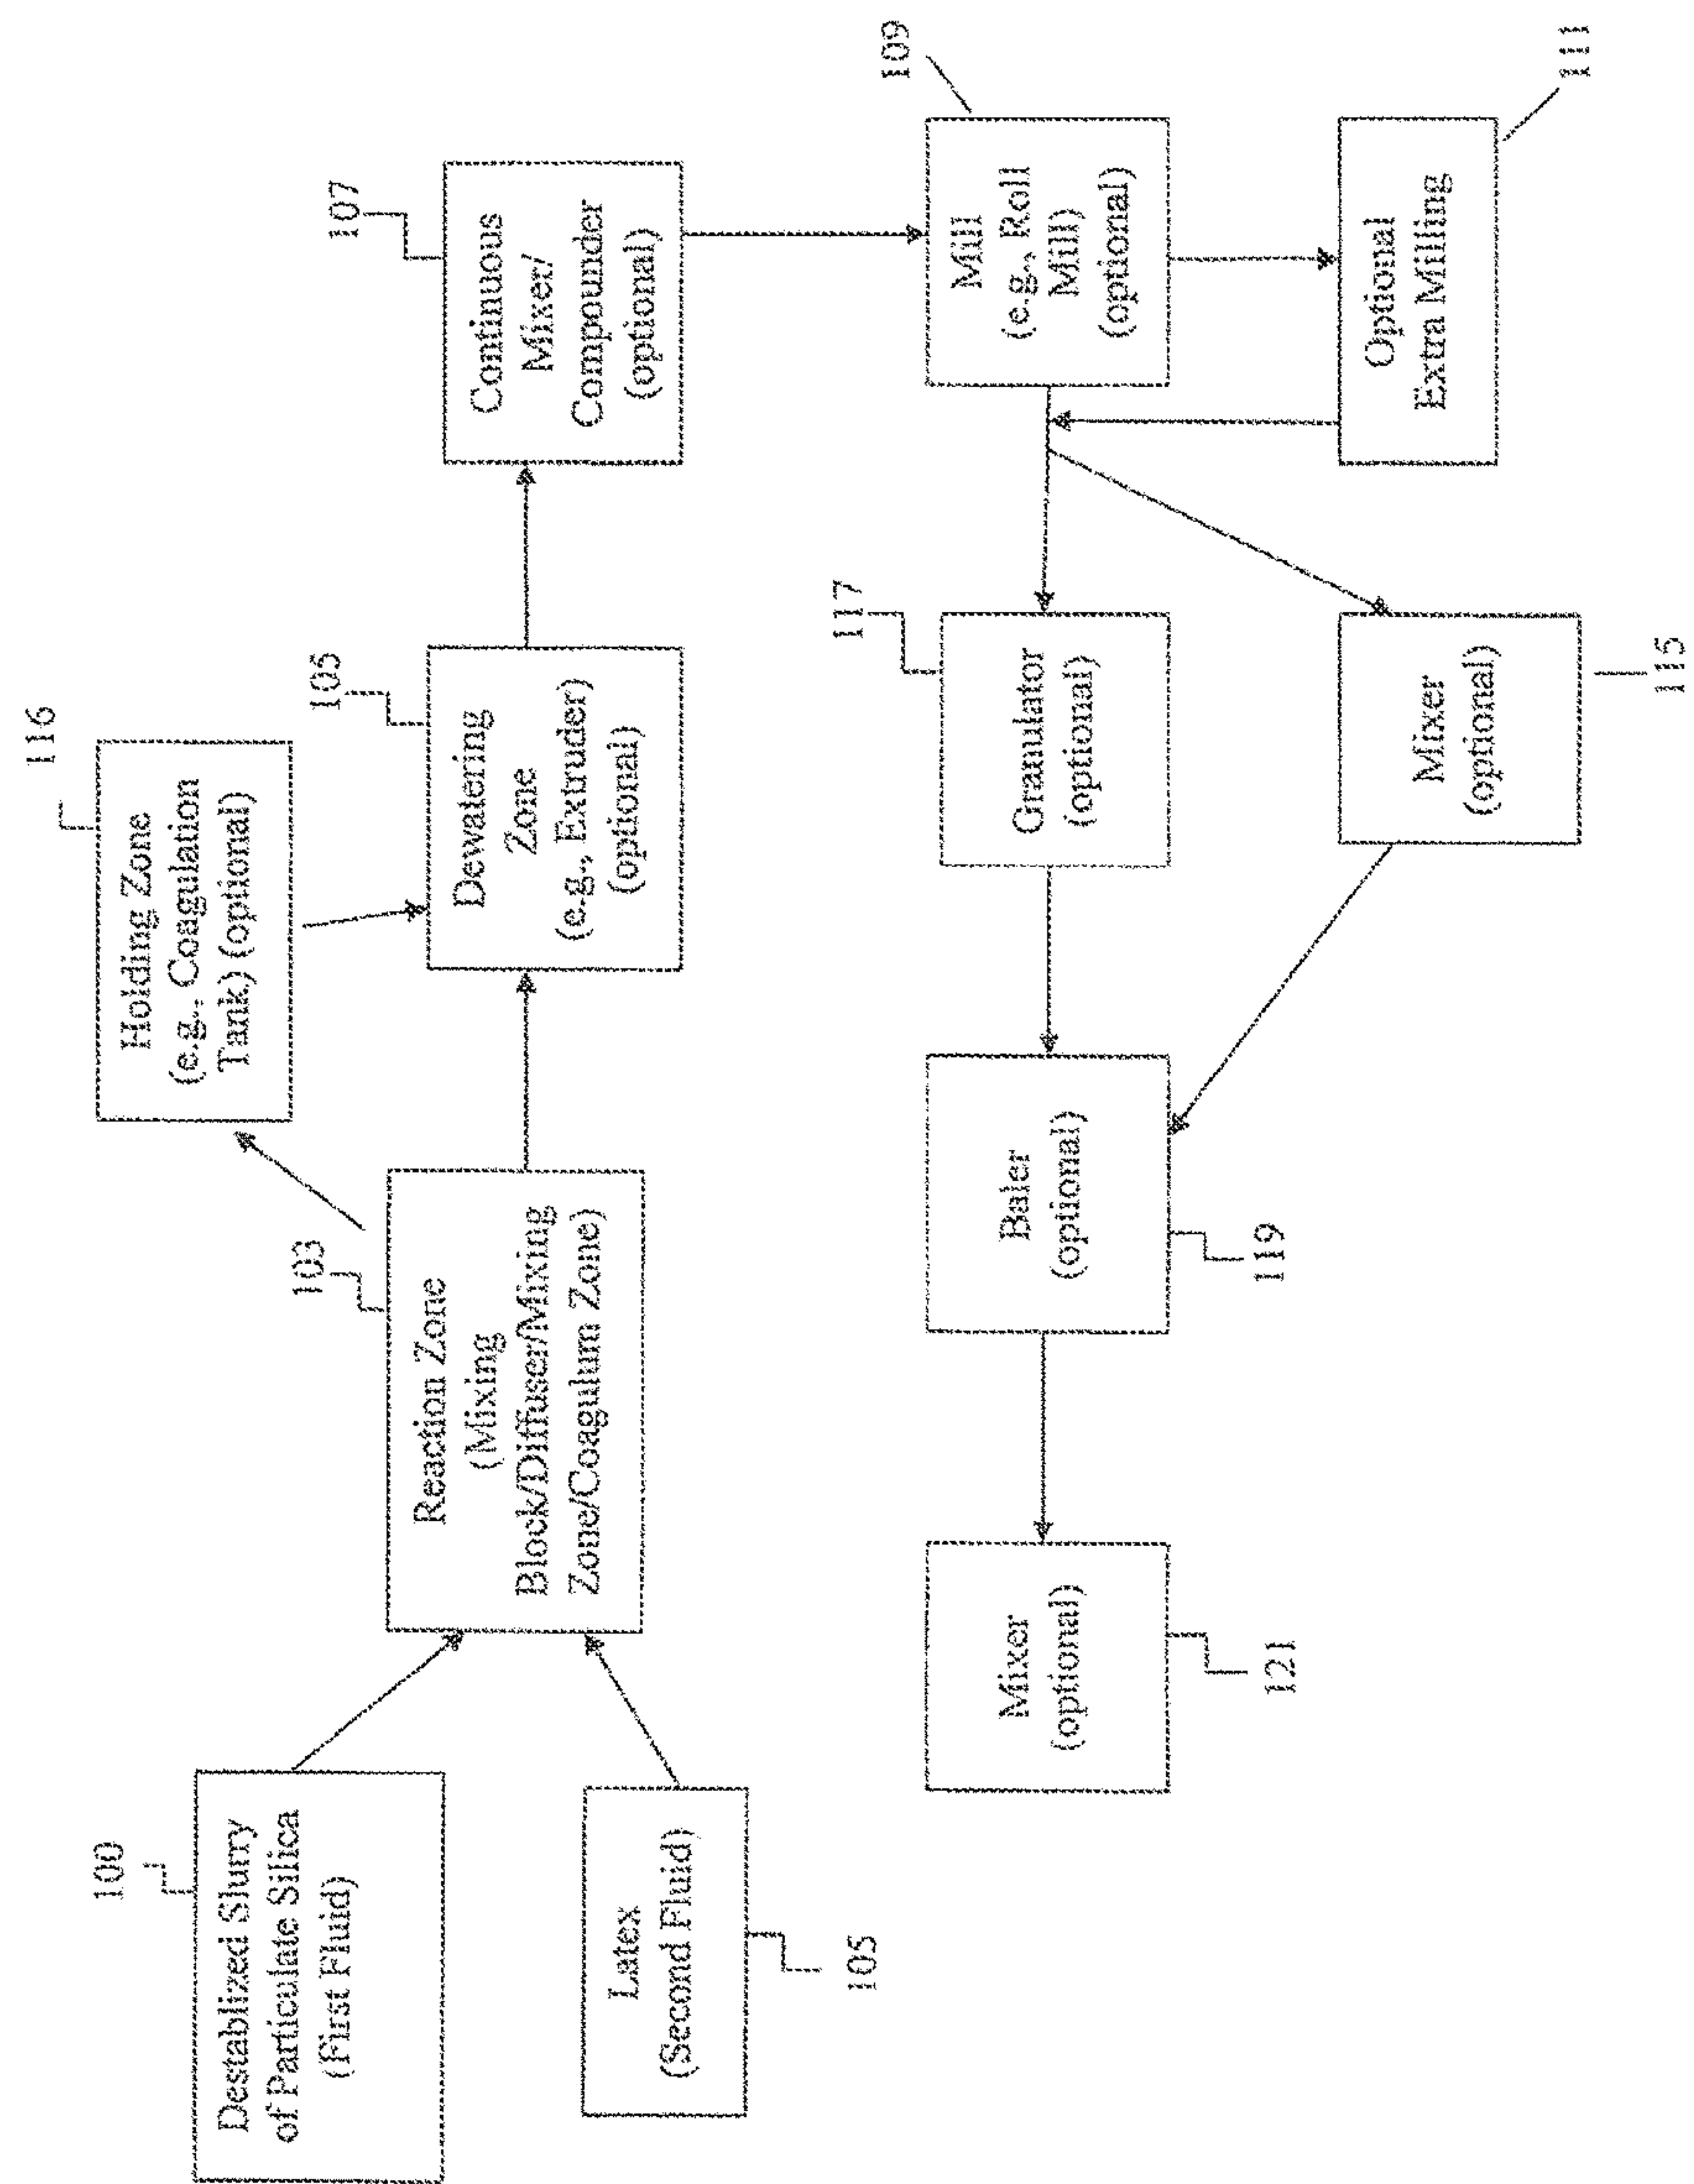 100
Destablized Slurry
of Particulate Silica
(First Fluid)
Latex
(Second Fluid)
105
103
Reaction Zone
(Mixing
Block/Diffuser/Mixing
Zone/Coagulum Zone)
116
Holding Zone
(e.g., Coagulation
Tank) (optional)
105
Dewatering
Zone
(e.g., Extruder)
(optional)
107
Continuous
Mixer/
Compounder
(optional)
109
Mill
(e.g., Roll
Mill)
(optional)
Optional
Extra Milling
111
117
Granulator
(optional)
Mixer
(optional)
115
Baler
(optional)
119
Mixer
(optional)
121